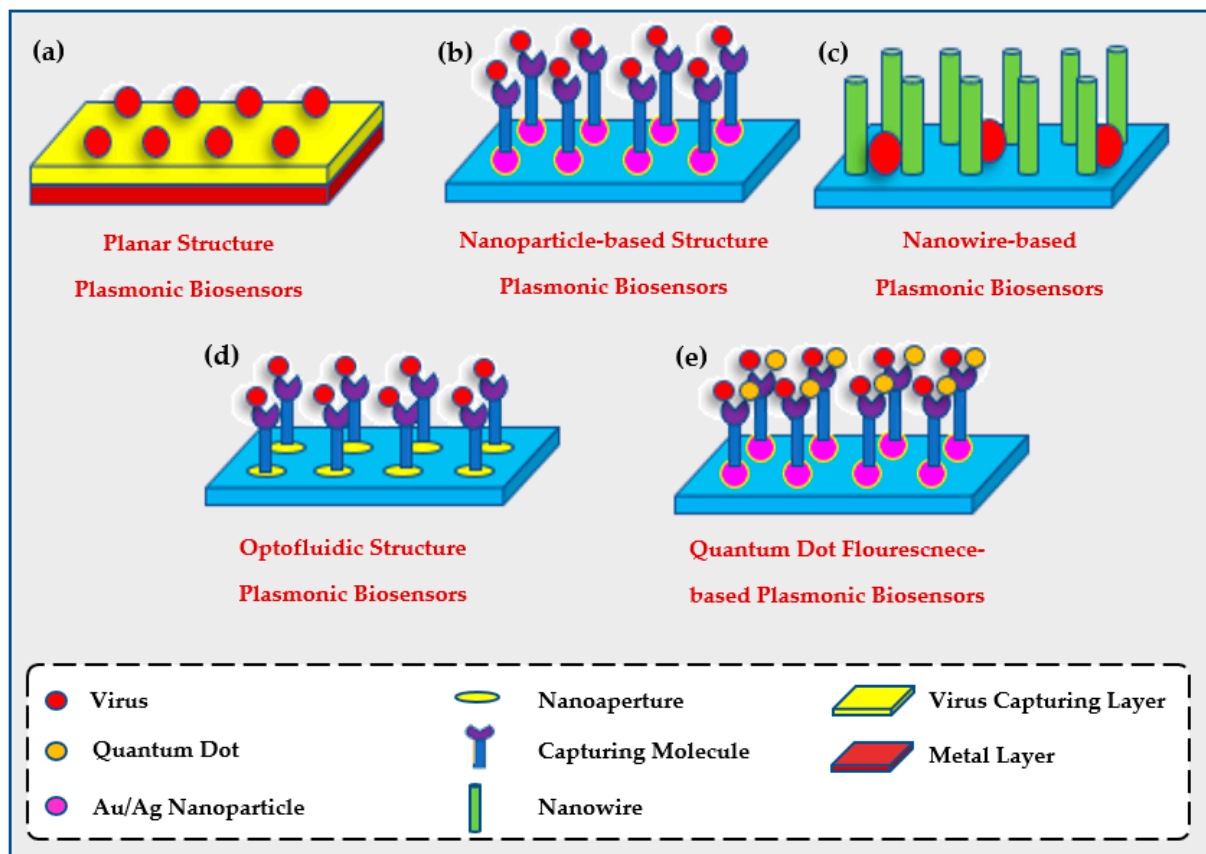 (a)
Planar Structure
Plasmonic Biosensors
(b)
Nanoparticle-based Structure
Plasmonic Biosensors
(c)
Nanowire-based
Plasmonic Biosensors
(d)
Optofluidic Structure
Plasmonic Biosensors
(e)
Quantum Dot Flourescnece-
based Plasmonic Biosensors
Virus
Quantum Dot
Au/Ag Nanoparticle
Nanoaperture
Capturing Molecule
Nanowire
Virus Capturing Layer
Metal Layer